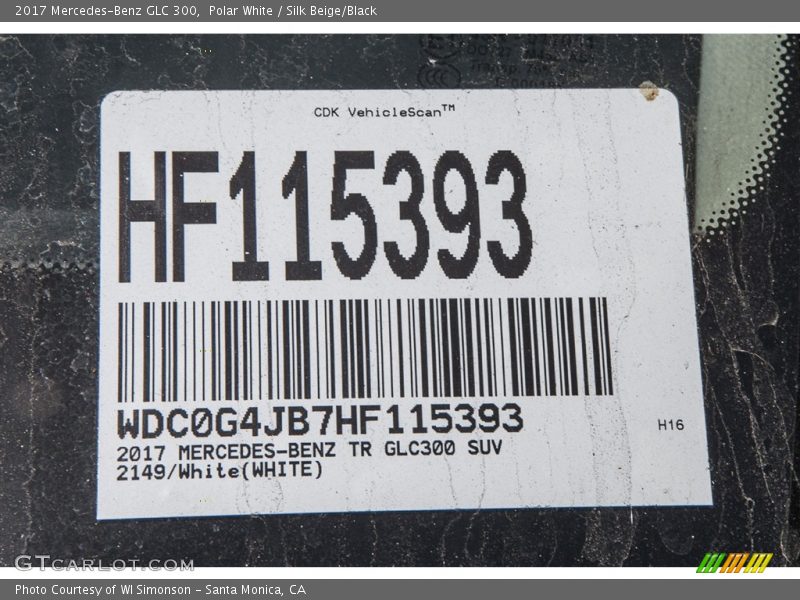 2017 Mercedes-Benz GLC 300, Polar White / Silk Beige/Black
CDK VehicleScan™
HF115393
WDC0G4JB7HF115393
2017 MERCEDES-BENZ TR GLC300 SUV
2149/White(WHITE)
H16
GTCARLOT.COM
Photo Courtesy of WI Simonson - Santa Monica, CA